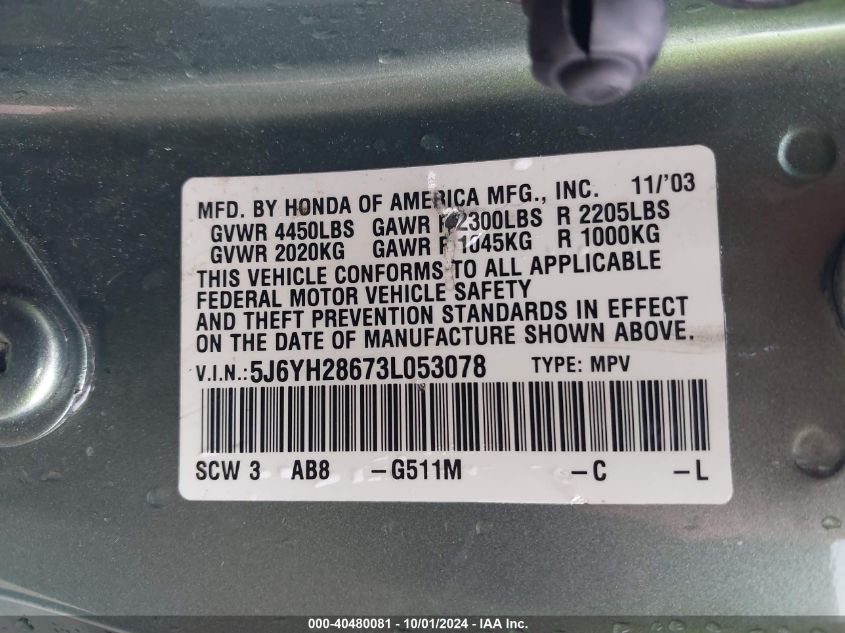 MFD. BY HONDA OF AMERICA MFG., INC. 11/'03
GVWR 4450LBS GAWR F 2300LBS R 2205LBS
GVWR 2020KG GAWR F 1045KG R 1000KG
THIS VEHICLE CONFORMS TO ALL APPLICABLE
FEDERAL MOTOR VEHICLE SAFETY
AND THEFT PREVENTION STANDARDS IN EFFECT
ON THE DATE OF MANUFACTURE SHOWN ABOVE.
V.I.N.: 5J6YH28673L053078 TYPE: MPV
SCW 3 AB8 -G511M -C -L
000-40480081 - 10/01/2024 - IAA Inc.